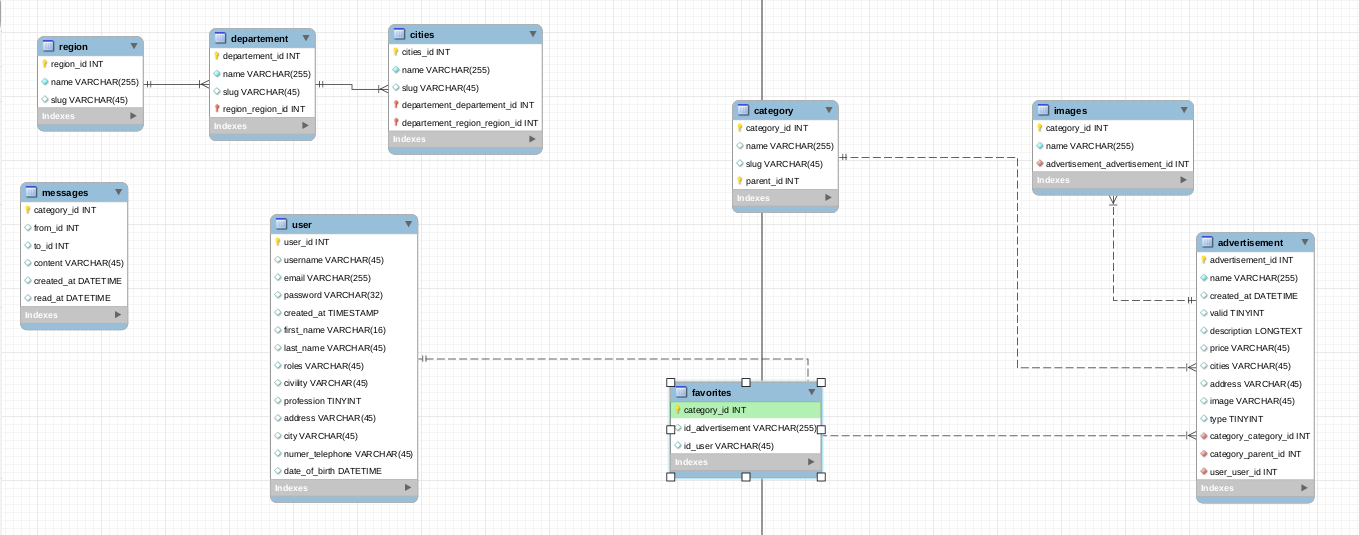 region
region_id INT
name VARCHAR(255)
slug VARCHAR(45)
Indexes
departement
departement_id INT
name VARCHAR(255)
slug VARCHAR(45)
region_region_id INT
Indexes
cities
cities_id INT
name VARCHAR(255)
slug VARCHAR(45)
departement_departement_id INT
departement_region_region_id INT
Indexes
category
category_id INT
name VARCHAR(255)
slug VARCHAR(45)
parent_id INT
Indexes
images
category_id INT
name VARCHAR(255)
advertisement_advertisement_id INT
Indexes
messages
category_id INT
from_id INT
to_id INT
content VARCHAR(45)
created_at DATETIME
read_at DATETIME
Indexes
user
user_id INT
username VARCHAR(45)
email VARCHAR(255)
password VARCHAR(32)
created_at TIMESTAMP
first_name VARCHAR(16)
last_name VARCHAR(45)
roles VARCHAR(45)
civility VARCHAR(45)
profession TINYINT
address VARCHAR(45)
city VARCHAR(45)
numer_telephone VARCHAR(45)
date_of_birth DATETIME
Indexes
favorites
category_id INT
id_advertisement VARCHAR(255)
id_user VARCHAR(45)
Indexes
advertisement
advertisement_id INT
name VARCHAR(255)
created_at DATETIME
valid TINYINT
description LONGTEXT
price VARCHAR(45)
cities VARCHAR(45)
address VARCHAR(45)
image VARCHAR(45)
type TINYINT
category_category_id INT
category_parent_id INT
user_user_id INT
Indexes